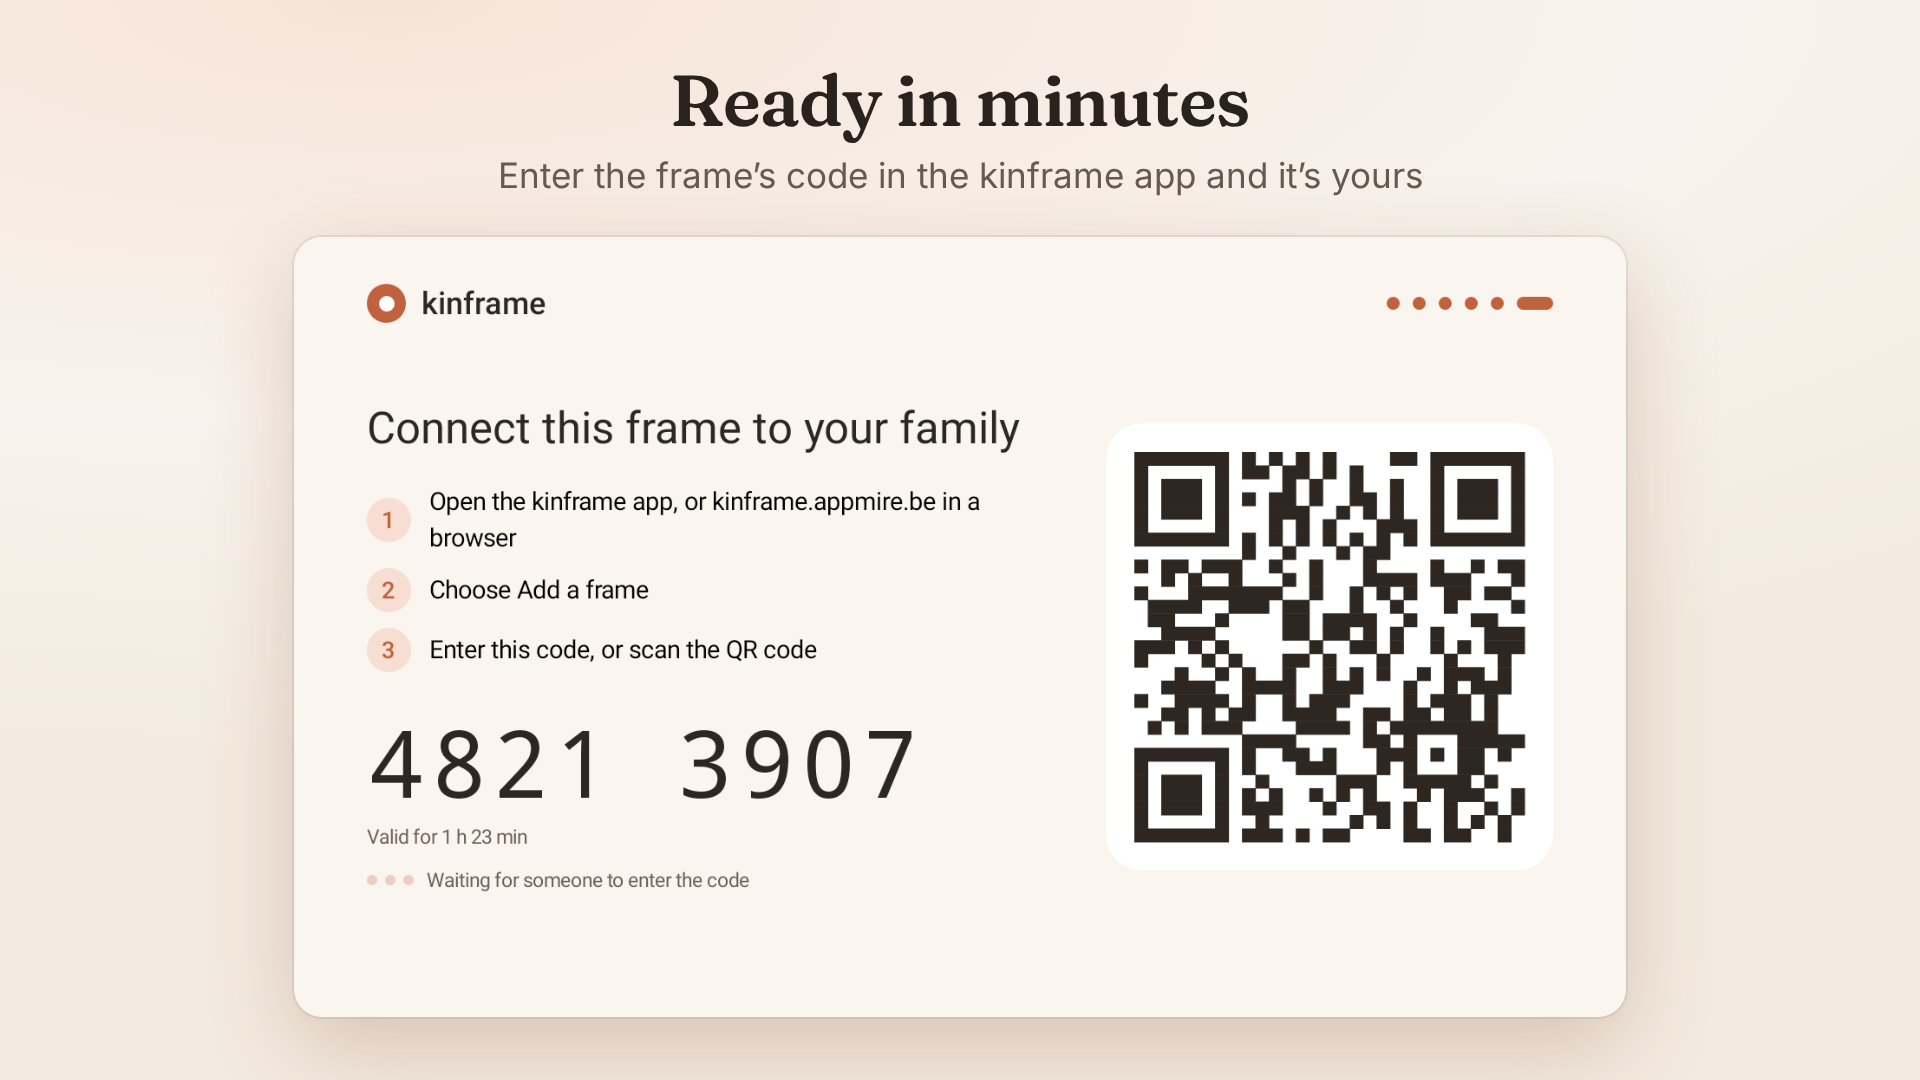 Ready in minutes
Enter the frame’s code in the kinframe app and it’s yours
kinframe
Connect this frame to your family
1 Open the kinframe app, or kinframe.appmire.be in a
browser
2 Choose Add a frame
3 Enter this code, or scan the QR code
4821 3907
Valid for 1 h 23 min
Waiting for someone to enter the code